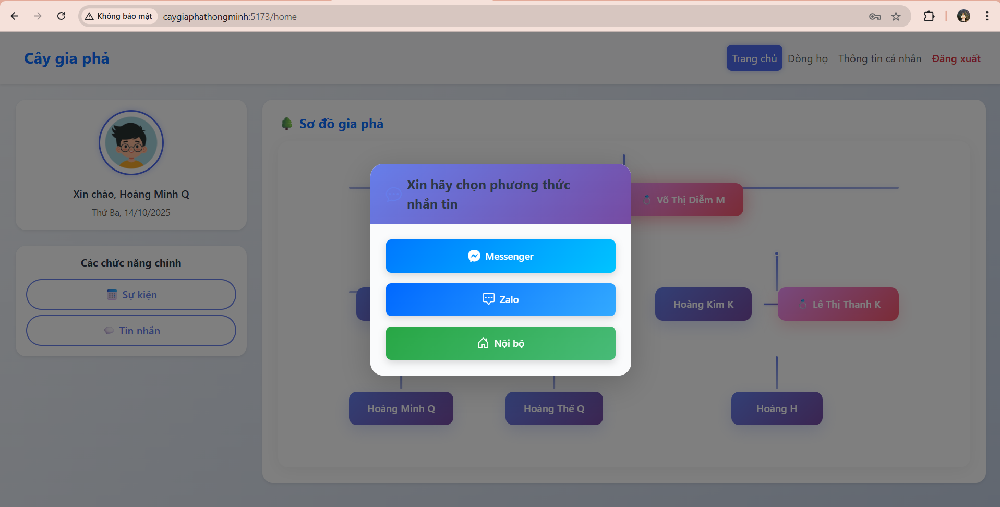 Không bảo mật
caygiaphathongminh:5173/home
Cây gia phả
Trang chủ
Dòng họ
Thông tin cá nhân
Đăng xuất
Xin chào, Hoàng Minh Q
Thứ Ba, 14/10/2025
Các chức năng chính
Sự kiện
Tin nhắn
Sơ đồ gia phả
Võ Thị Diễm M
Hoàng Kim K
Lê Thị Thanh K
Hoàng Minh Q
Hoàng Thế Q
Hoàng H
Xin hãy chọn phương thức
nhắn tin
Messenger
Zalo
Nội bộ